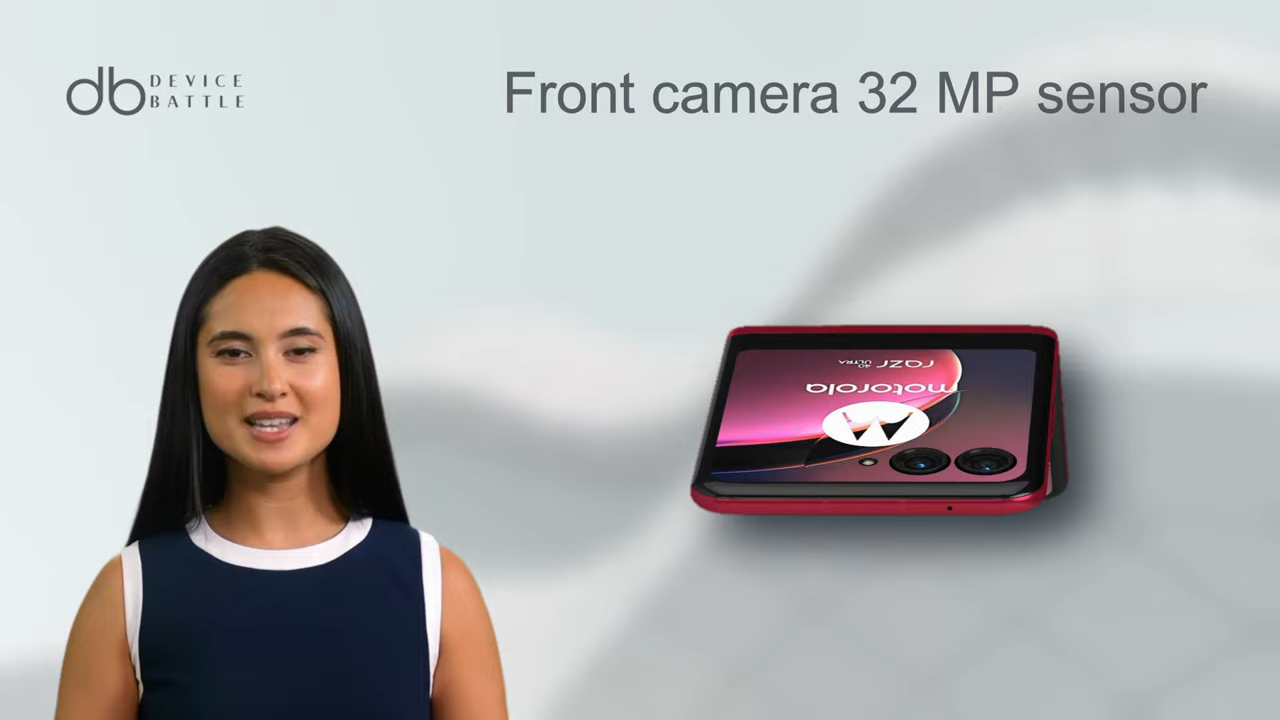 db DEVICE
BATTLE
Front camera 32 MP sensor
razr 40 ULTRA
motorola